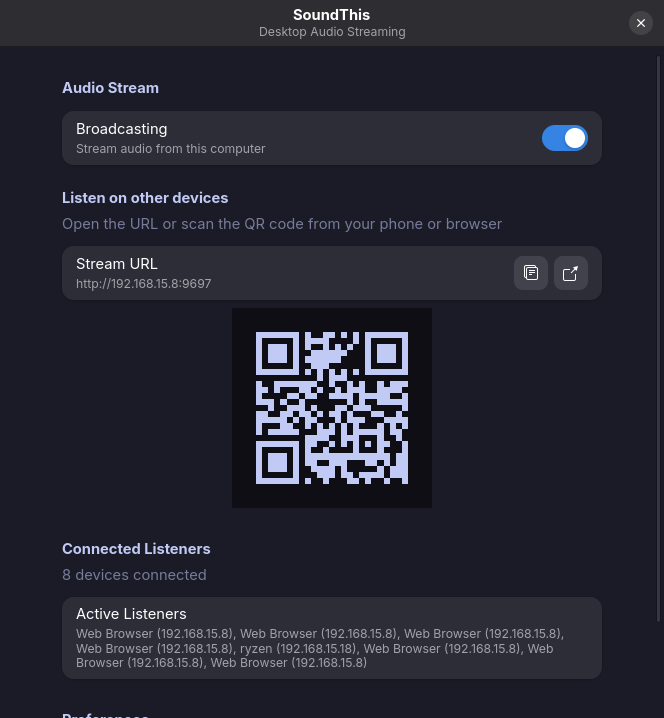 SoundThis
Desktop Audio Streaming
Audio Stream
Broadcasting
Stream audio from this computer
Listen on other devices
Open the URL or scan the QR code from your phone or browser
Stream URL
http://192.168.15.8:9697
Connected Listeners
8 devices connected
Active Listeners
Web Browser (192.168.15.8), Web Browser (192.168.15.8), Web Browser (192.168.15.8),
Web Browser (192.168.15.8), ryzen (192.168.15.18), Web Browser (192.168.15.8), Web
Browser (192.168.15.8), Web Browser (192.168.15.8)
Preferences